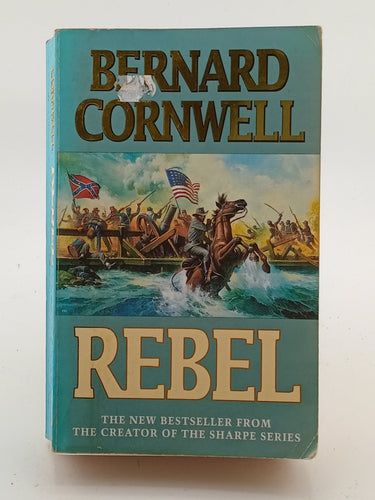 BERNARD
CORNWELL
REBEL
THE NEW BESTSELLER FROM
THE CREATOR OF THE SHARPE SERIES